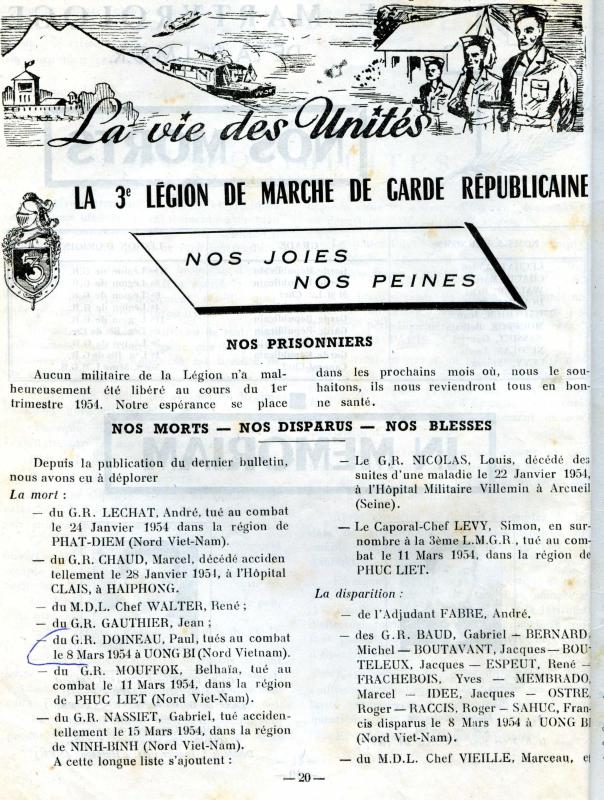 La vie des Unités
LA 3e LÉGION DE MARCHE DE GARDE RÉPUBLICAINE
3
NOS JOIES
NOS PEINES
NOS PRISONNIERS
Aucun militaire de la Légion n'a mal-
heureusement été libéré au cours du 1er
trimestre 1954. Notre espérance se place
dans les prochains mois où, nous le sou-
haitons, ils nous reviendront tous en bon-
ne santé.
NOS MORTS — NOS DISPARUS — NOS BLESSES
Depuis la publication du dernier bulletin,
nous avons eu à déplorer
La mort :
— du G.R. LECHAT, André, tué au combat
le 24 Janvier 1954 dans la région de
PHAT-DIEM (Nord Viet-Nam).
— du G.R. CHAUD, Marcel, décédé acciden
tellement le 28 Janvier 1954, à l'Hôpital
CLAIS, à HAIPHONG.
— du M.D.L. Chef WALTER, René ;
— du G.R. GAUTHIER, Jean ;
— du G.R. DOINEAU, Paul, tués au combat
le 8 Mars 1954 à UONG BI (Nord Vietnam).
— du G.R. MOUFFOK, Belhaïa, tué au
combat le 11 Mars 1954, dans la région
de PHUC LIET (Nord Viet-Nam).
— du G.R. NASSIET, Gabriel, tué acciden-
tellement le 15 Mars 1954, dans la région
de NINH-BINH (Nord Viet-Nam).
A cette longue liste s'ajoutent :
— Le G,R. NICOLAS, Louis, décédé des
suites d'une maladie le 22 Janvier 1954,
à l'Hôpital Militaire Villemin à Arcueil
(Seine).
— Le Caporal-Chef LEVY, Simon, en sur-
nombre à la 3ème L.M.G.R , tué au com-
bat le 11 Mars 1954, dans la région de
PHUC LIET.
La disparition :
— de l'Adjudant FABRE, André.
— des G.R. BAUD, Gabriel — BERNARD,
Michel — BOUTAVANT, Jacques — BOU-
TELEUX, Jacques — ESPEUT, René —
FRACHEBOIS, Yves — MEMBRADO,
Marcel — IDEE, Jacques — OSTRE,
Roger — RACCIS, Roger — SAHUC, Fran-
cis disparus le 8 Mars 1954 à UONG BI
(Nord Viet-Nam).
— du M.D.L. Chef VIEILLE, Marceau, et
— 20 —